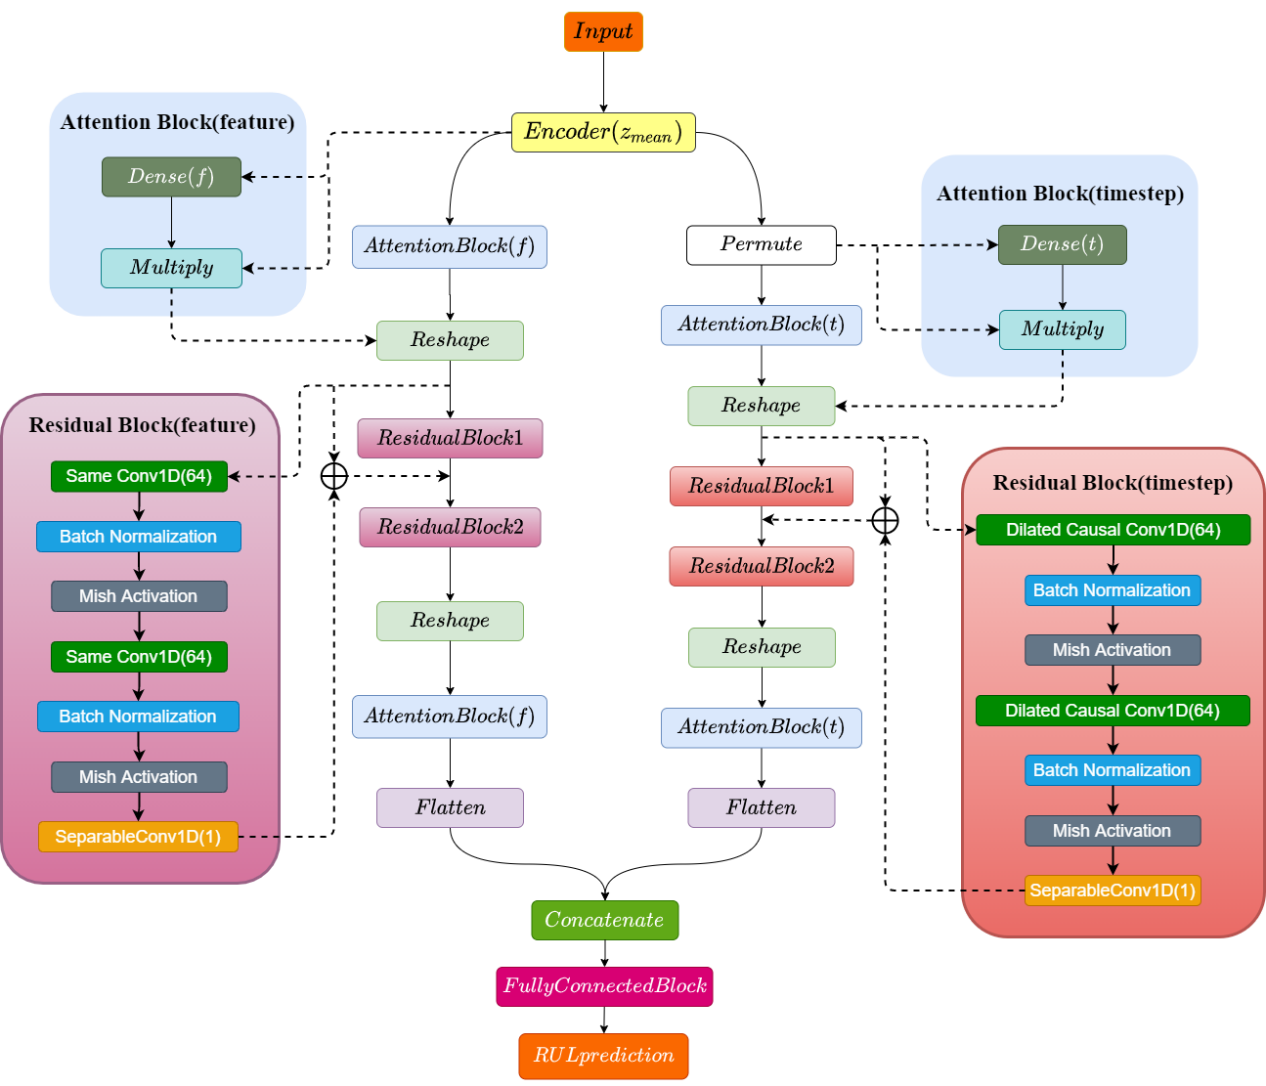 Input
Encoder(z_mean)
Attention Block(feature)
Dense(f)
Multiply
AttentionBlock(f)
Reshape
Permute
AttentionBlock(t)
Reshape
Attention Block(timestep)
Dense(t)
Multiply
Residual Block(feature)
Same Conv1D(64)
Batch Normalization
Mish Activation
Same Conv1D(64)
Batch Normalization
Mish Activation
SeparableConv1D(1)
ResidualBlock1
ResidualBlock2
Reshape
AttentionBlock(f)
Flatten
ResidualBlock1
ResidualBlock2
Reshape
AttentionBlock(t)
Flatten
Residual Block(timestep)
Dilated Causal Conv1D(64)
Batch Normalization
Mish Activation
Dilated Causal Conv1D(64)
Batch Normalization
Mish Activation
SeparableConv1D(1)
Concatenate
FullyConnectedBlock
RULprediction